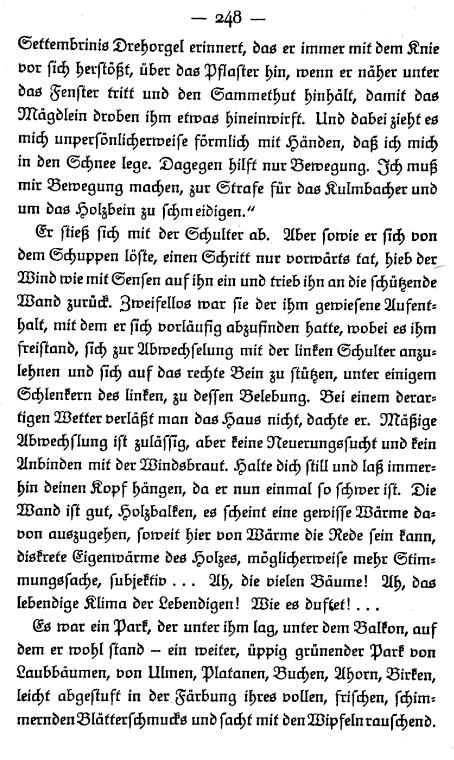 — 248 —
Settembrinis Drehorgel erinnert, das er immer mit dem Knie
vor sich herstößt, über das Pflaster hin, wenn er näher unter
das Fenster tritt und den Sammethut hinhält, damit das
Mägdlein droben ihm etwas hineinwirft. Und dabei zieht es
mich unpersönlicherweise förmlich mit Händen, daß ich mich
in den Schnee lege. Dagegen hilft nur Bewegung. Ich muß
mir Bewegung machen, zur Strafe für das Kulmbacher und
um das Holzbein zu schmeidigen.“
Er stieß sich mit der Schulter ab. Aber sowie er sich von
dem Schuppen löste, einen Schritt nur vorwärts tat, hieb der
Wind wie mit Sensen auf ihn ein und trieb ihn an die schützende
Wand zurück. Zweifellos war sie der ihm gewiesene Aufent-
halt, mit dem er sich vorläufig abzufinden hatte, wobei es ihm
freistand, sich zur Abwechselung mit der linken Schulter anzu-
lehnen und sich auf das rechte Bein zu stützen, unter einigem
Schlenkern des linken, zu dessen Belebung. Bei einem derar-
tigen Wetter verläßt man das Haus nicht, dachte er. Mäßige
Abwechslung ist zulässig, aber keine Neuerungssucht und kein
Anbinden mit der Windsbraut. Halte dich still und laß immer-
hin deinen Kopf hängen, da er nun einmal so schwer ist. Die
Wand ist gut, Holzbalken, es scheint eine gewisse Wärme da-
von auszugehen, soweit hier von Wärme die Rede sein kann,
diskrete Eigenwärme des Holzes, möglicherweise mehr Stim-
mungssache, subjektiv ... Ah, die vielen Bäume! Ah, das
lebendige Klima der Lebendigen! Wie es duftet! ...
Es war ein Park, der unter ihm lag, unter dem Balkon, auf
dem er wohl stand – ein weiter, üppig grünender Park von
Laubbäumen, von Ulmen, Platanen, Buchen, Ahorn, Birken,
leicht abgestuft in der Färbung ihres vollen, frischen, schim-
mernden Blätterschmucks und sacht mit den Wipfeln rauschend.